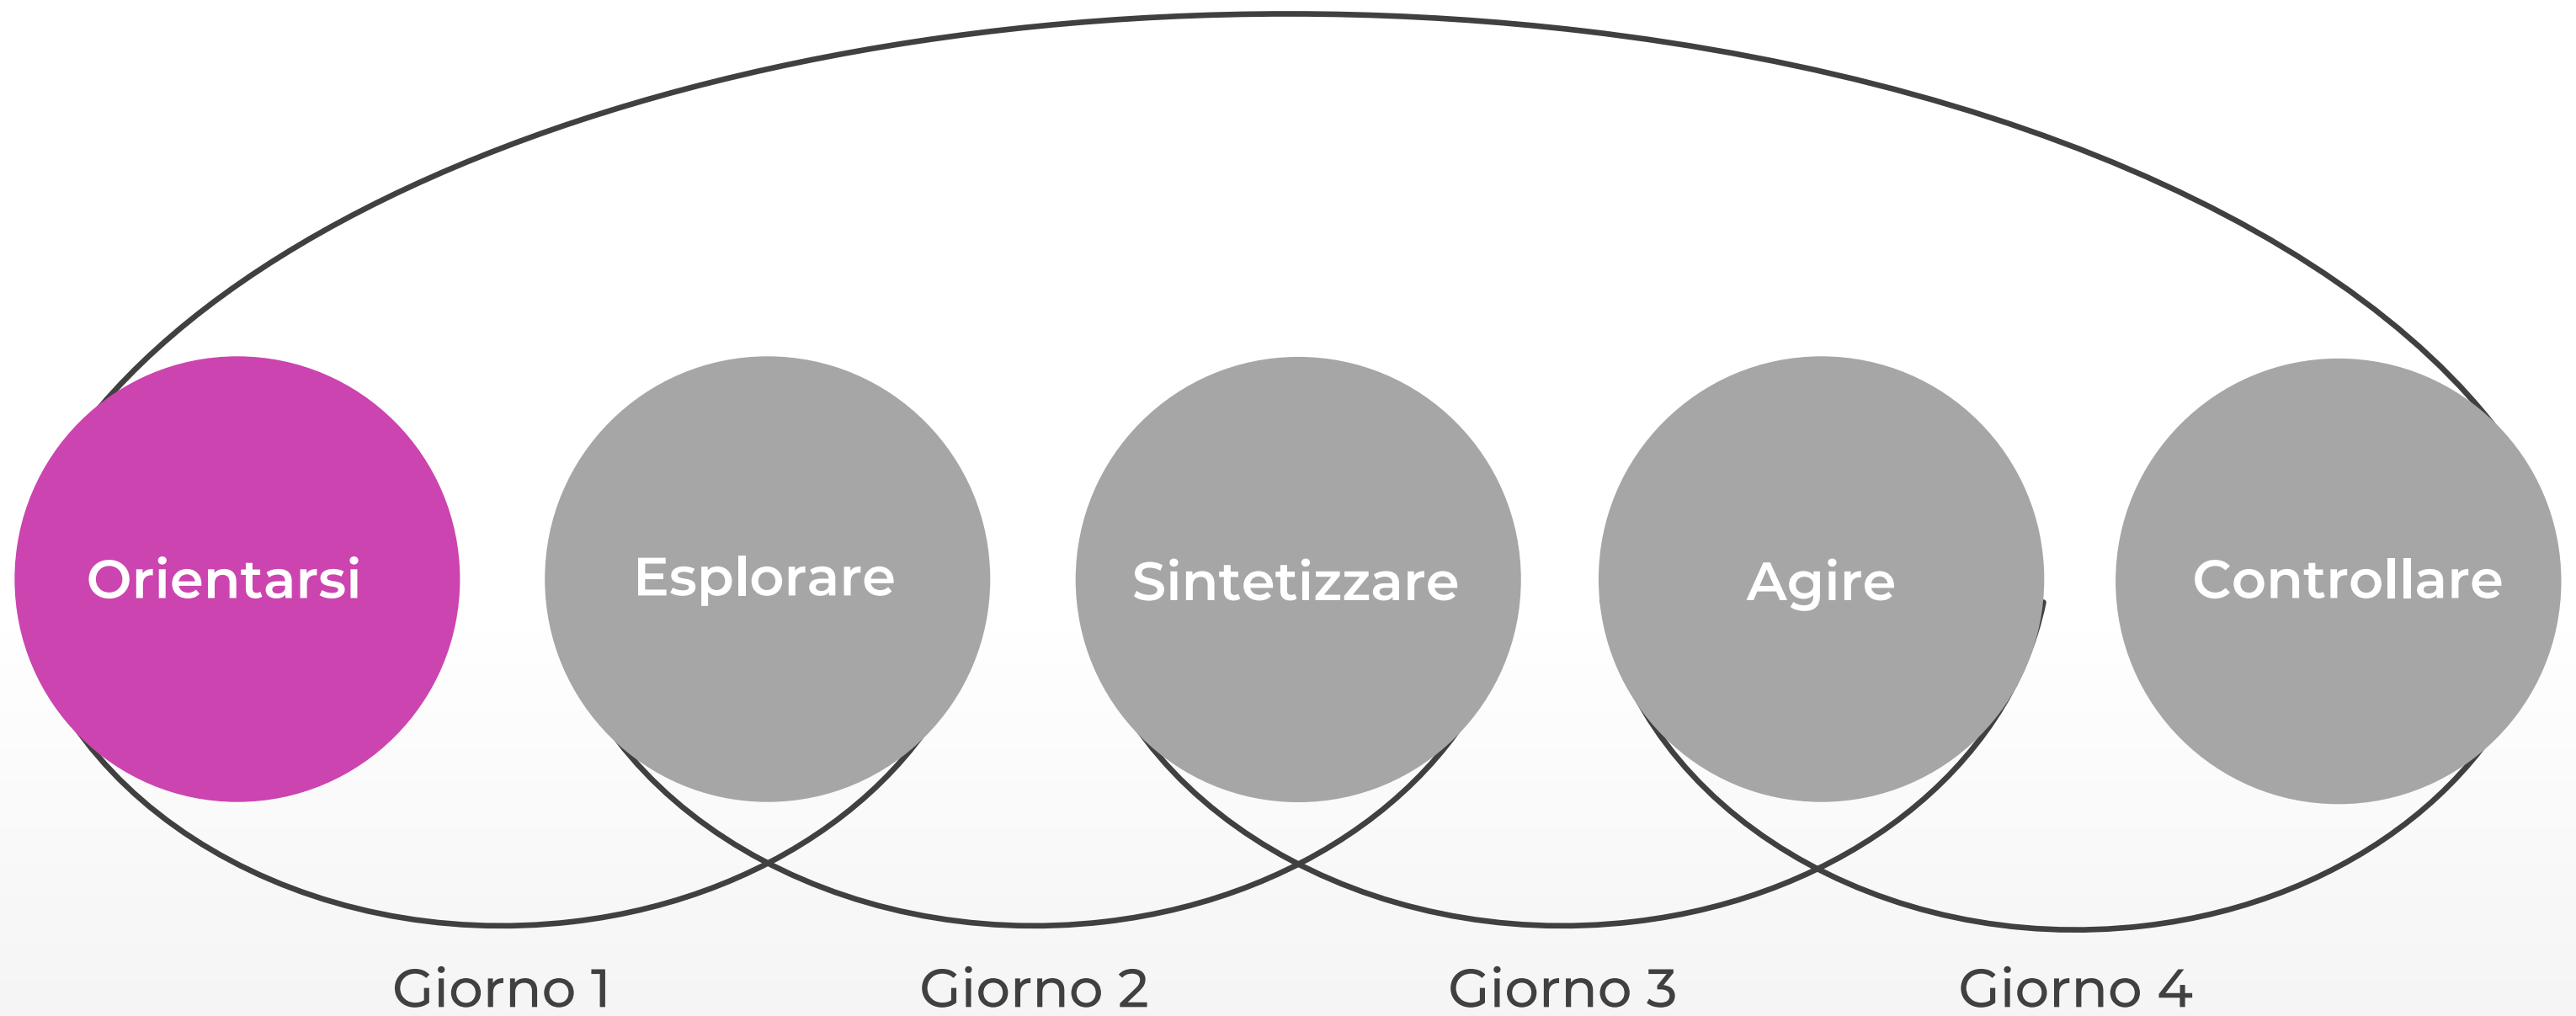 Orientarsi
Esplorare
Sintetizzare
Agire
Controllare
Giorno 1
Giorno 2
Giorno 3
Giorno 4